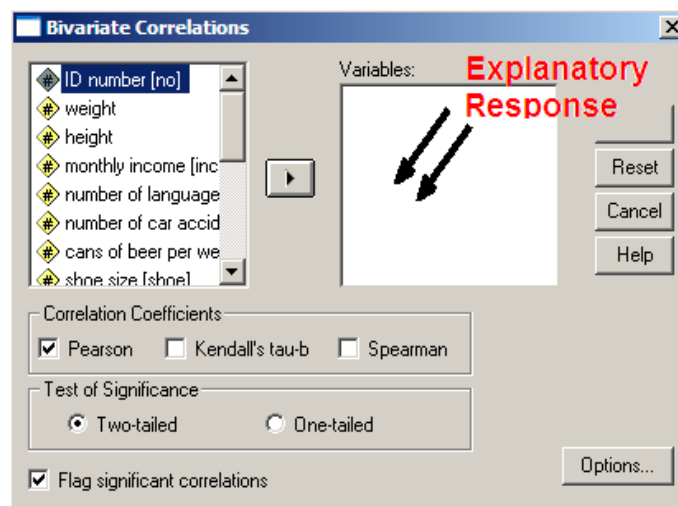 Bivariate Correlations
ID number [no]
weight
height
monthly income [inc
number of language
number of car accid
cans of beer per we
shoe size [shoe]
Variables:
Explanatory
Response
Reset
Cancel
Help
Correlation Coefficients
Pearson
Kendall's tau-b
Spearman
Test of Significance
Two-tailed
One-tailed
Flag significant correlations
Options...